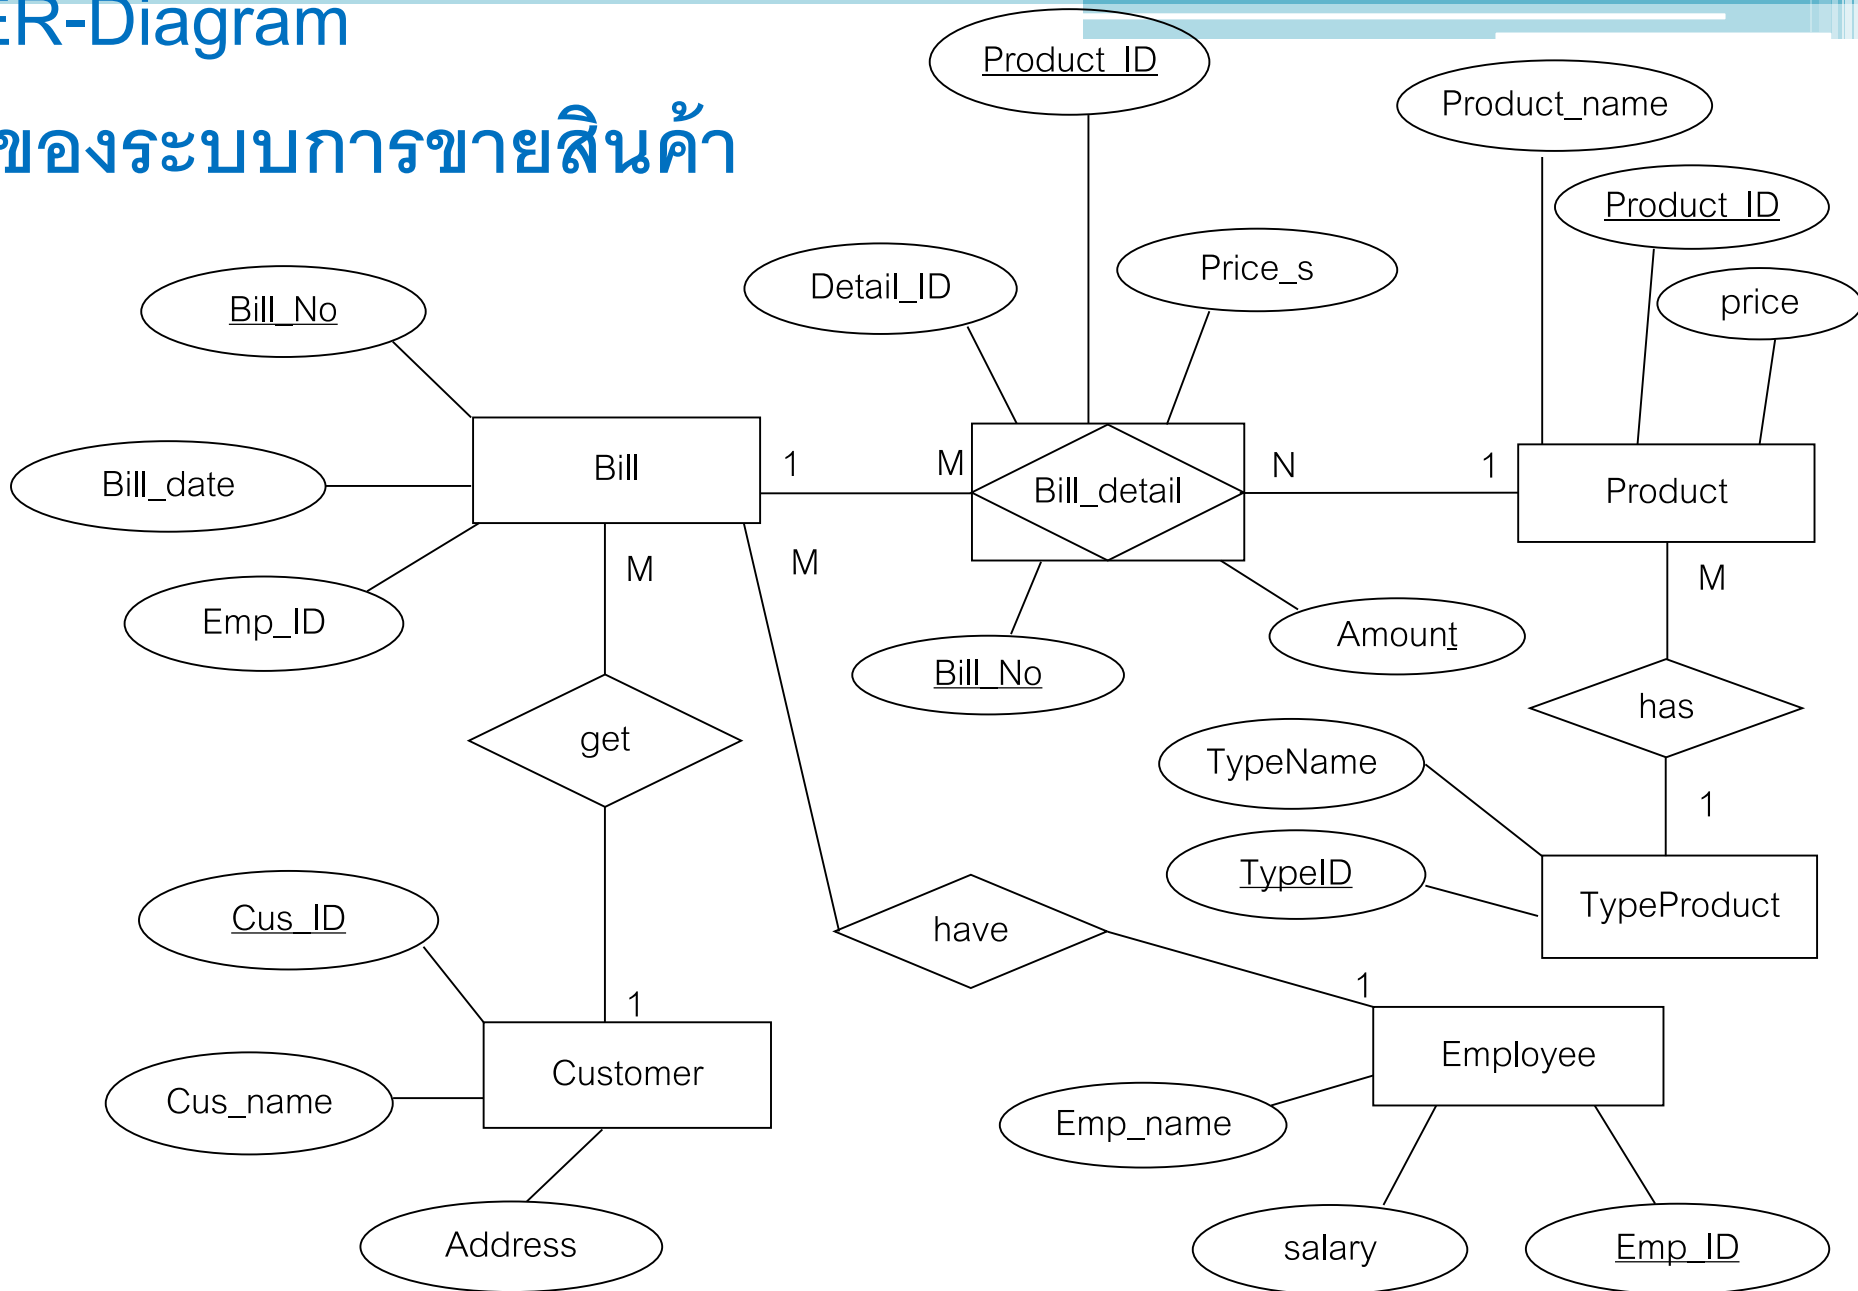 ER-Diagram
ของระบบการขายสินค้า
Product_ID
Product_name
Product_ID
Price_s
Detail_ID
price
Bill_No
Bill
1
M
Bill_detail
N
1
Product
Bill_date
M
M
M
Emp_ID
Amount
Bill_No
has
get
TypeName
1
TypeID
TypeProduct
Cus_ID
have
1
1
Employee
Customer
Cus_name
Emp_name
Address
salary
Emp_ID